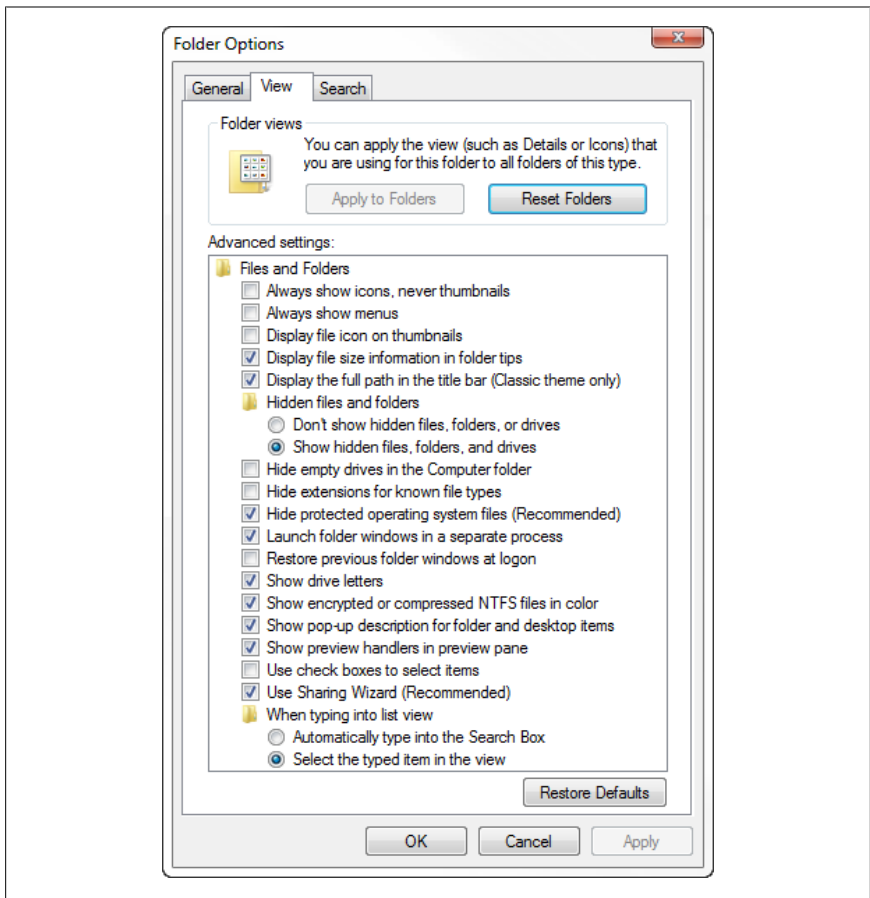 Folder Options
General View Search
Folder views
You can apply the view (such as Details or Icons) that
you are using for this folder to all folders of this type.
Apply to Folders Reset Folders
Advanced settings:
Files and Folders
Always show icons, never thumbnails
Always show menus
Display file icon on thumbnails
Display file size information in folder tips
Display the full path in the title bar (Classic theme only)
Hidden files and folders
Don't show hidden files, folders, or drives
Show hidden files, folders, and drives
Hide empty drives in the Computer folder
Hide extensions for known file types
Hide protected operating system files (Recommended)
Launch folder windows in a separate process
Restore previous folder windows at logon
Show drive letters
Show encrypted or compressed NTFS files in color
Show pop-up description for folder and desktop items
Show preview handlers in preview pane
Use check boxes to select items
Use Sharing Wizard (Recommended)
When typing into list view
Automatically type into the Search Box
Select the typed item in the view
Restore Defaults
OK Cancel Apply